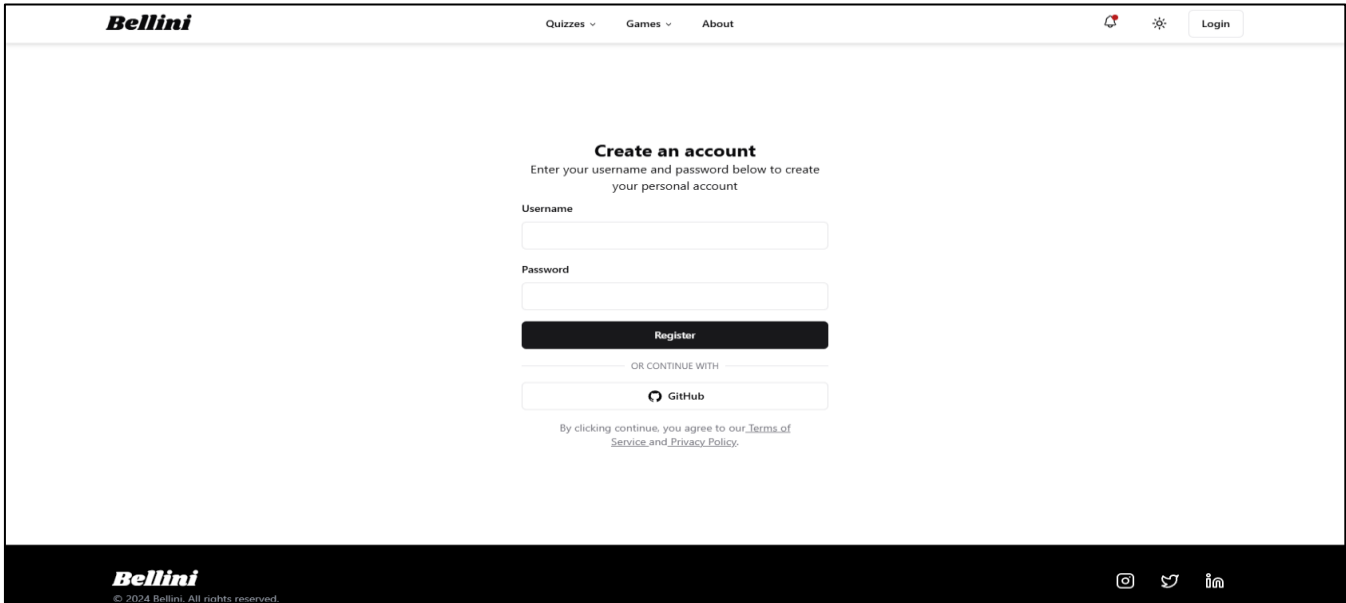 Bellini
Quizzes Games About
Login
Create an account
Enter your username and password below to create
your personal account
Username
Password
Register
OR CONTINUE WITH
GitHub
By clicking continue, you agree to our Terms of
Service and Privacy Policy.
Bellini
© 2024 Bellini. All rights reserved.